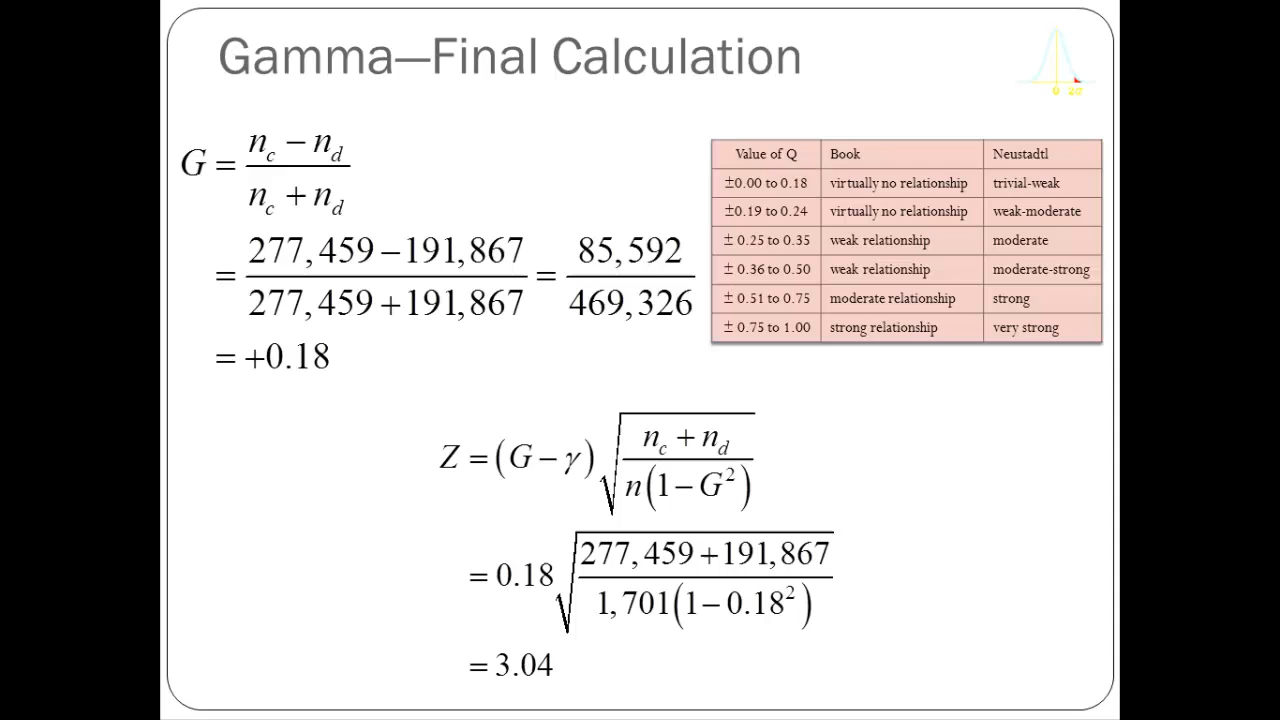 Gamma—Final Calculation
0 2σ
G = (n_c − n_d) / (n_c + n_d)
= (277,459 − 191,867) / (277,459 + 191,867) = 85,592 / 469,326
= +0.18
Value of Q Book Neustadtl
±0.00 to 0.18 virtually no relationship trivial-weak
±0.19 to 0.24 virtually no relationship weak-moderate
± 0.25 to 0.35 weak relationship moderate
± 0.36 to 0.50 weak relationship moderate-strong
± 0.51 to 0.75 moderate relationship strong
± 0.75 to 1.00 strong relationship very strong
Z = (G − γ) √((n_c + n_d) / (n(1 − G²)))
= 0.18 √((277,459 + 191,867) / (1,701(1 − 0.18²)))
= 3.04